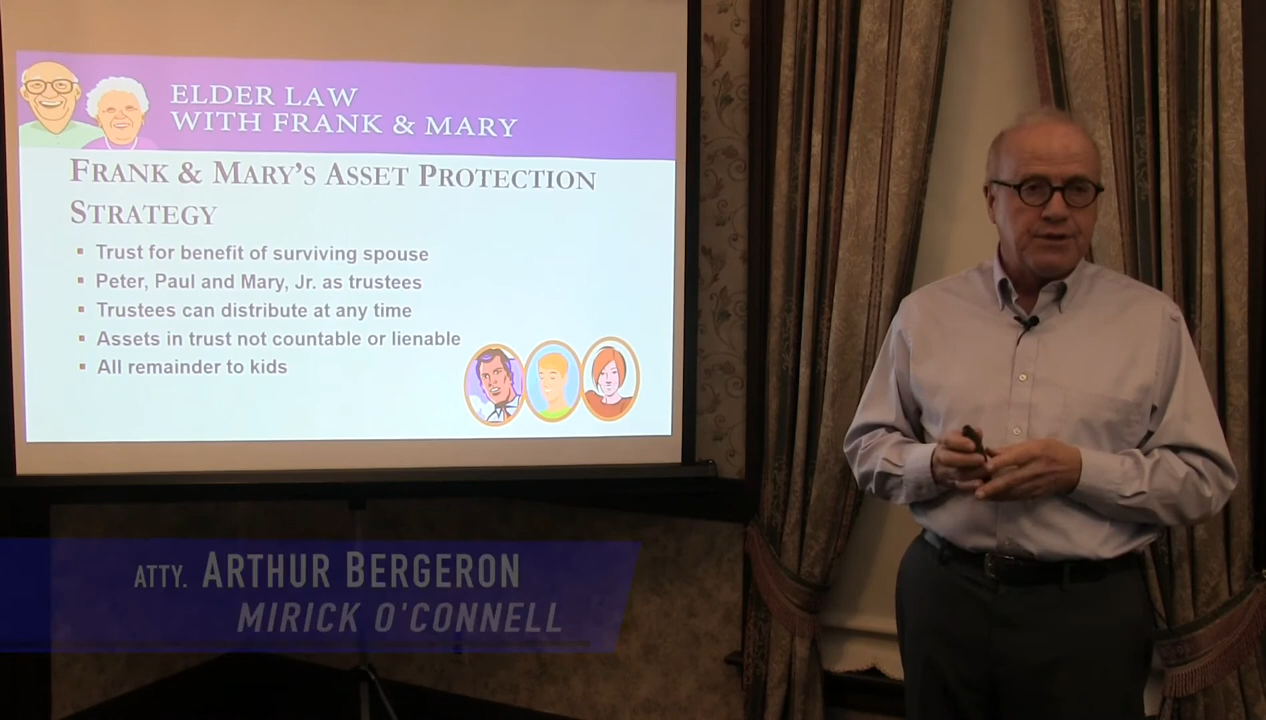 ELDER LAW
WITH FRANK & MARY
FRANK & MARY'S ASSET PROTECTION
STRATEGY
Trust for benefit of surviving spouse
Peter, Paul and Mary, Jr. as trustees
Trustees can distribute at any time
Assets in trust not countable or lienable
All remainder to kids
ATTY. ARTHUR BERGERON
MIRICK O'CONNELL